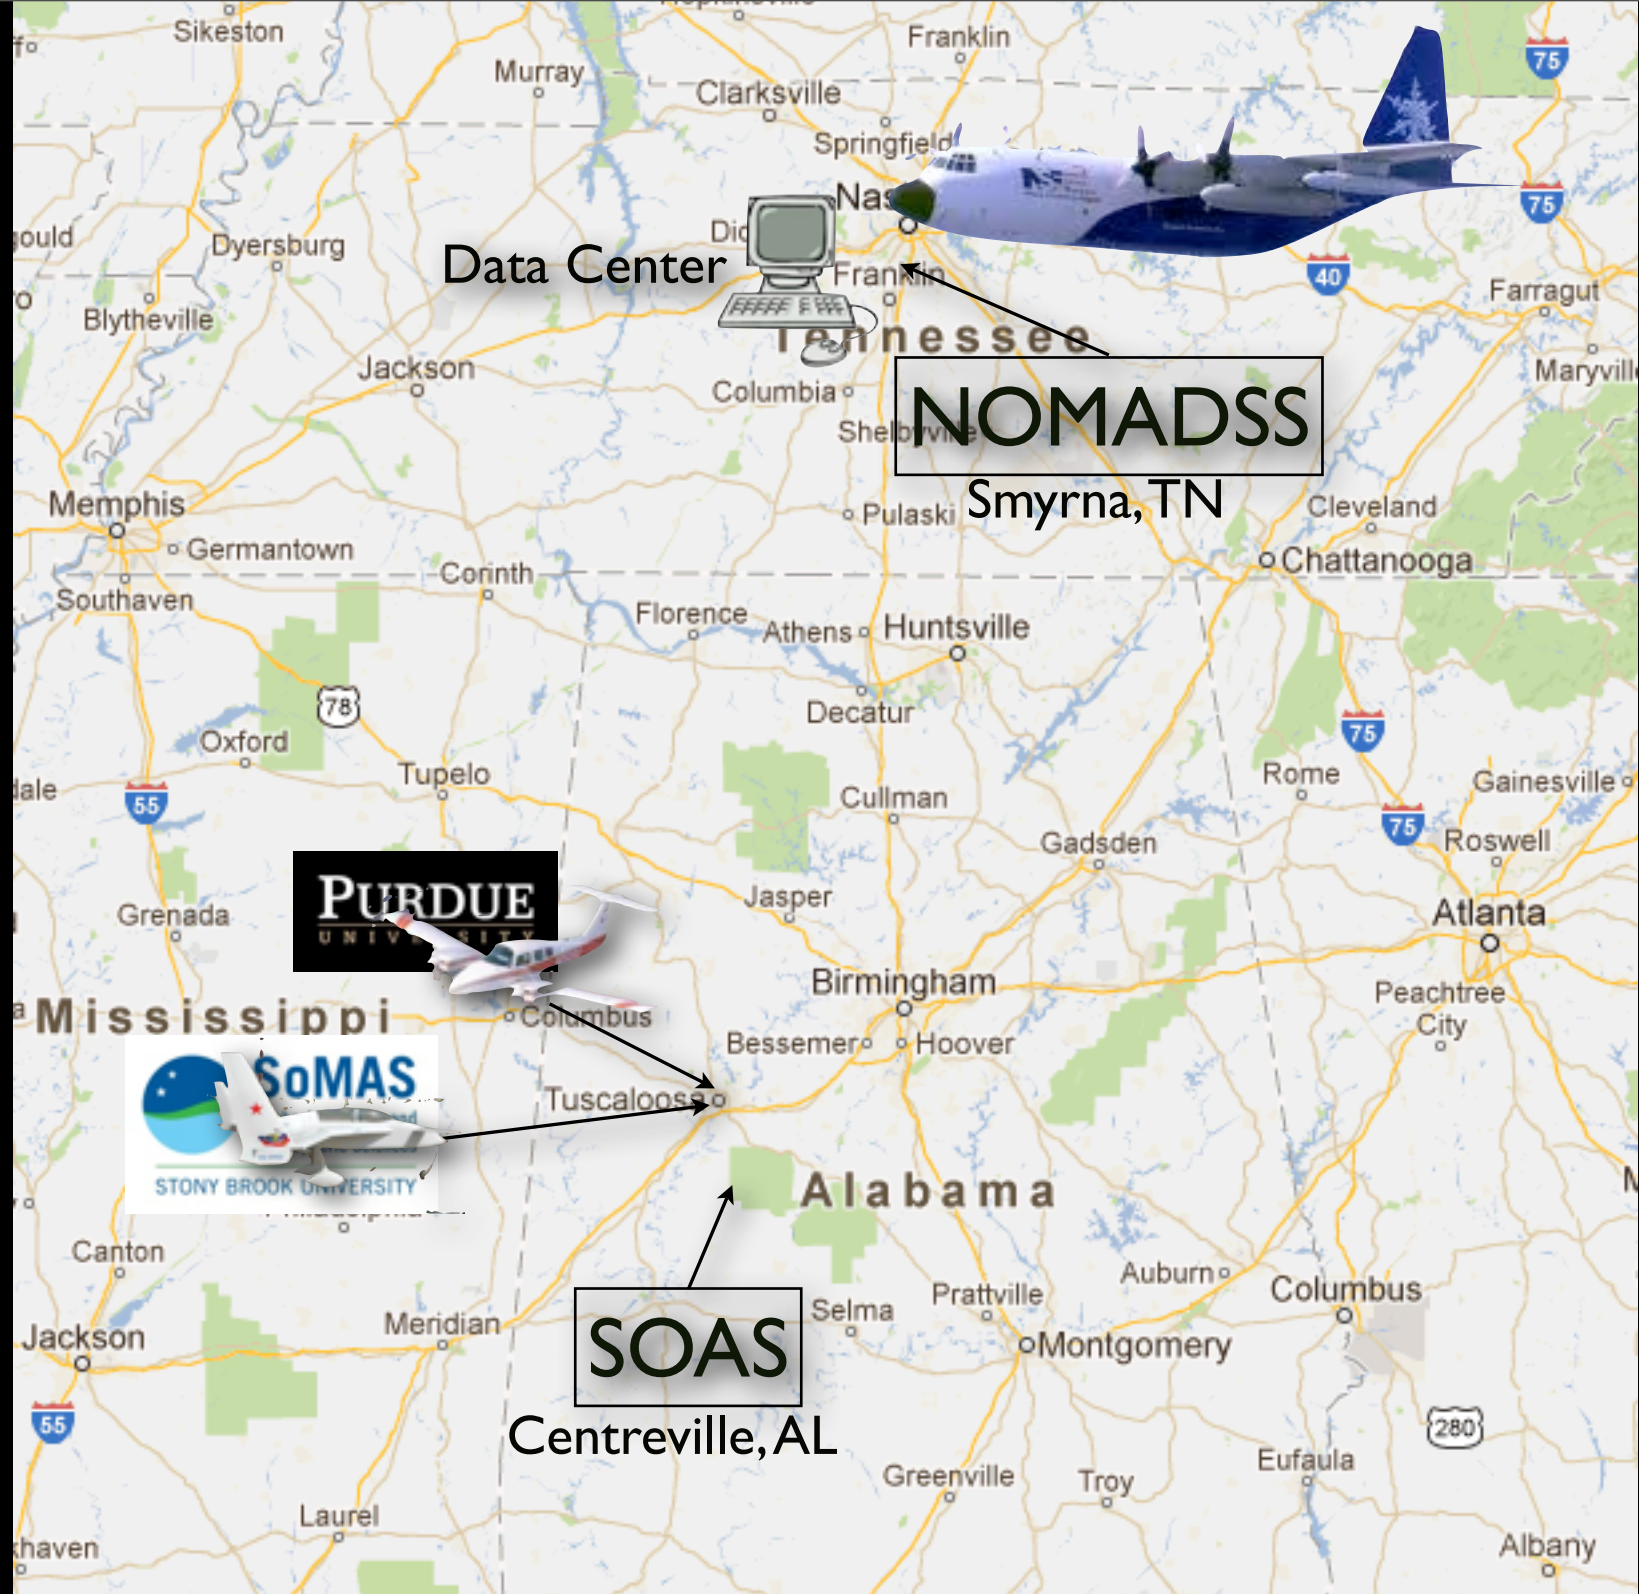 Sikeston
Franklin
75
Murray
Clarksville
Springfield
NSF
Nas
75
Dyersburg
Data Center
Franklin
40
Farragut
Blytheville
Tennessee
Jackson
Maryville
Columbia
NOMADSS
Shelbyville
Memphis
Smyrna, TN
Cleveland
Pulaski
Germantown
Chattanooga
Corinth
Southaven
Florence
Athens
Huntsville
78
Decatur
75
Oxford
Tupelo
Rome
Gainesville
55
Cullman
75
Gadsden
Roswell
PURDUE
Jasper
Grenada
Atlanta
UNIVERSITY
Birmingham
Peachtree
City
Mississippi
Columbus
Bessemer
Hoover
SoMAS
Tuscaloosa
STONY BROOK UNIVERSITY
Alabama
Philadelphia
Canton
Auburn
Columbus
Prattville
Selma
Meridian
Jackson
Montgomery
SOAS
55
280
Centreville, AL
Eufaula
Greenville
Troy
Laurel
Albany